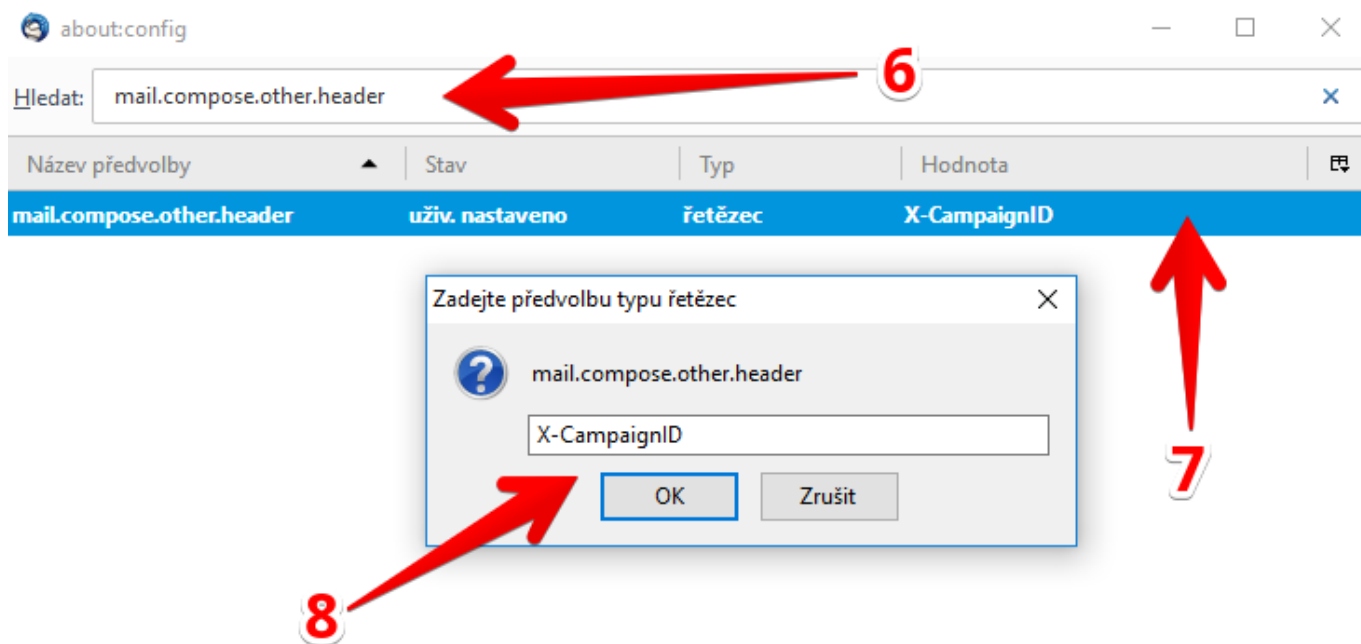 about:config
6
Hledat: mail.compose.other.header
Název předvolby Stav Typ Hodnota
mail.compose.other.header uživ. nastaveno řetězec X-CampaignID
Zadejte předvolbu typu řetězec
mail.compose.other.header
X-CampaignID
7
OK Zrušit
8